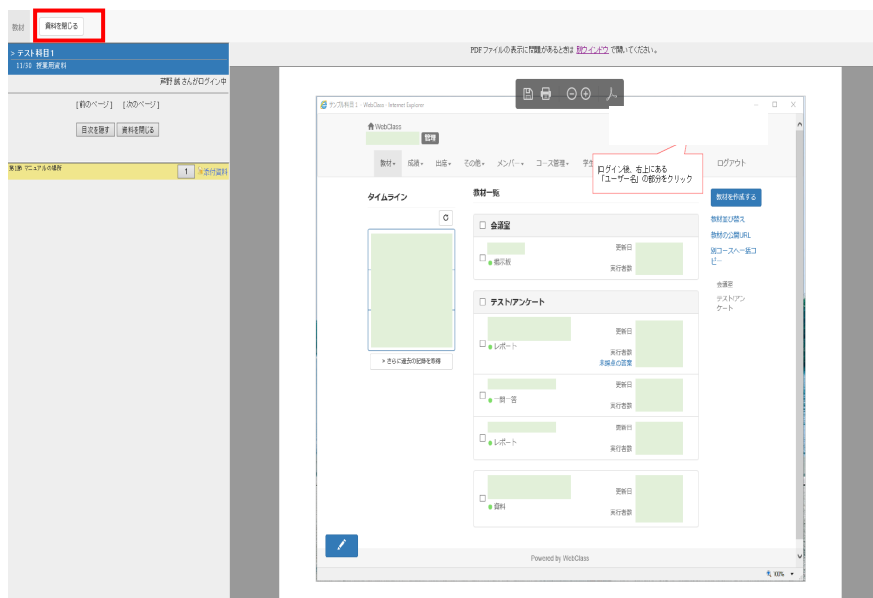 教材
資料を閉じる
> テスト科目1
11/30 授業用資料
芦野 誠 さんがログイン中
[前のページ] [次のページ]
目次を隠す 資料を閉じる
第1節 マニュアルの場所
1
添付資料
PDF ファイルの表示に問題があるときは 別ウィンドウ で開いてください。
サンプル科目1 - WebClass - Internet Explorer
WebClass
管理
教材 成績 出席 その他 メンバー コース管理
ログアウト
ログイン後、右上にある
「ユーザー名」の部分をクリック
タイムライン
» さらに過去の記録を取得
教材一覧
会議室
掲示板
更新日
実行者数
テスト/アンケート
レポート
更新日
実行者数
未採点の答案
一問一答
更新日
実行者数
レポート
更新日
実行者数
資料
更新日
実行者数
教材を作成する
教材並び替え
教材の公開URL
別コースへ一括コ
ピー
会議室
テスト/アン
ケート
Powered by WebClass
100%